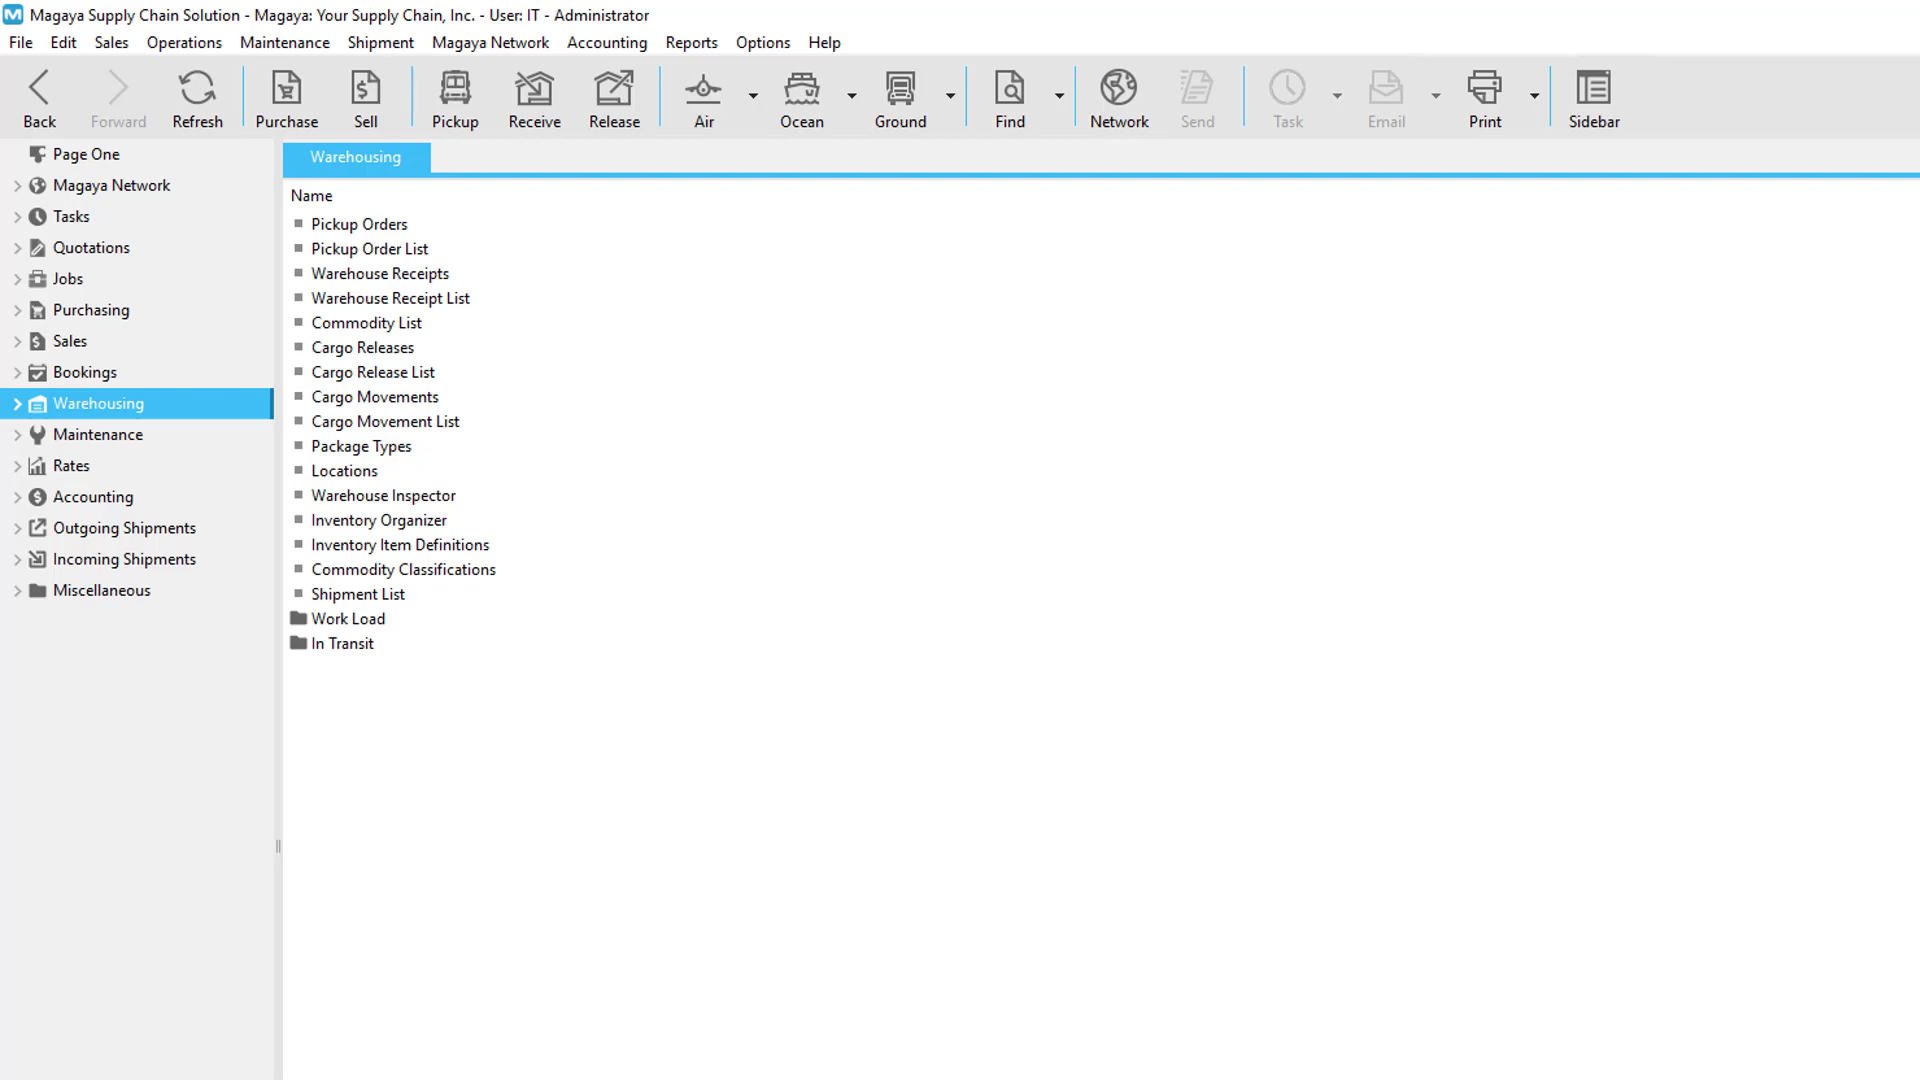 Magaya Supply Chain Solution - Magaya: Your Supply Chain, Inc. - User: IT - Administrator
File Edit Sales Operations Maintenance Shipment Magaya Network Accounting Reports Options Help
Back Forward Refresh Purchase Sell Pickup Receive Release Air Ocean Ground Find Network Send Task Email Print Sidebar
Page One
Magaya Network
Tasks
Quotations
Jobs
Purchasing
Sales
Bookings
Warehousing
Maintenance
Rates
Accounting
Outgoing Shipments
Incoming Shipments
Miscellaneous
Warehousing
Name
Pickup Orders
Pickup Order List
Warehouse Receipts
Warehouse Receipt List
Commodity List
Cargo Releases
Cargo Release List
Cargo Movements
Cargo Movement List
Package Types
Locations
Warehouse Inspector
Inventory Organizer
Inventory Item Definitions
Commodity Classifications
Shipment List
Work Load
In Transit